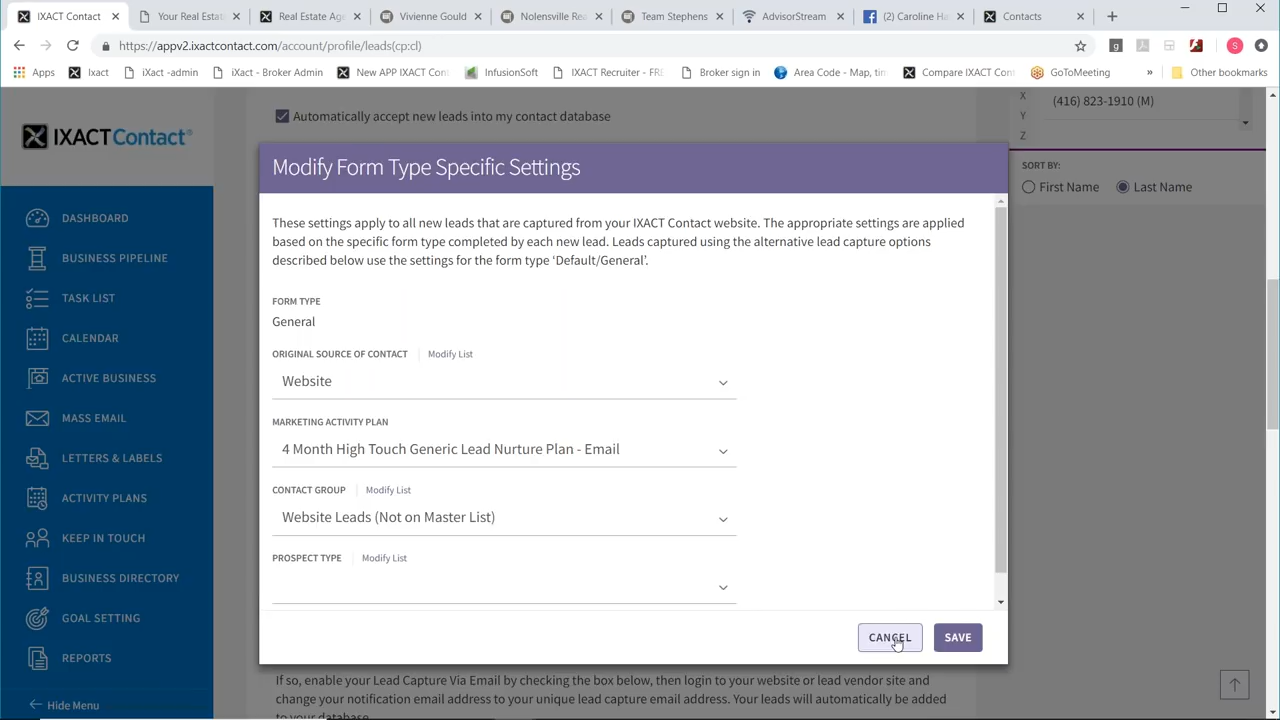 IXACT Contact
Your Real Estat
Real Estate Age
Vivienne Gould
Nolensville Rea
Team Stephens
AdvisorStream
(2) Caroline Ha
Contacts
https://appv2.ixactcontact.com/account/profile/leads(cp:cl)
S
Apps
Ixact
iXact -admin
iXact - Broker Admin
New APP IXACT Con
InfusionSoft
IXACT Recruiter - FRE
Broker sign in
Area Code - Map, tim
Compare IXACT Con
GoToMeeting
»
Other bookmarks
IXACTContact®
DASHBOARD
BUSINESS PIPELINE
TASK LIST
CALENDAR
ACTIVE BUSINESS
MASS EMAIL
LETTERS & LABELS
ACTIVITY PLANS
KEEP IN TOUCH
BUSINESS DIRECTORY
GOAL SETTING
REPORTS
Hide Menu
Automatically accept new leads into my contact database
X
Y
Z
(416) 823-1910 (M)
SORT BY:
First Name
Last Name
Modify Form Type Specific Settings
These settings apply to all new leads that are captured from your IXACT Contact website. The appropriate settings are applied
based on the specific form type completed by each new lead. Leads captured using the alternative lead capture options
described below use the settings for the form type 'Default/General'.
FORM TYPE
General
ORIGINAL SOURCE OF CONTACT
Modify List
Website
MARKETING ACTIVITY PLAN
4 Month High Touch Generic Lead Nurture Plan - Email
CONTACT GROUP
Modify List
Website Leads (Not on Master List)
PROSPECT TYPE
Modify List
CANCEL
SAVE
If so, enable your Lead Capture Via Email by checking the box below, then login to your website or lead vendor site and
change your notification email address to your unique lead capture email address. Your leads will automatically be added
to your database.